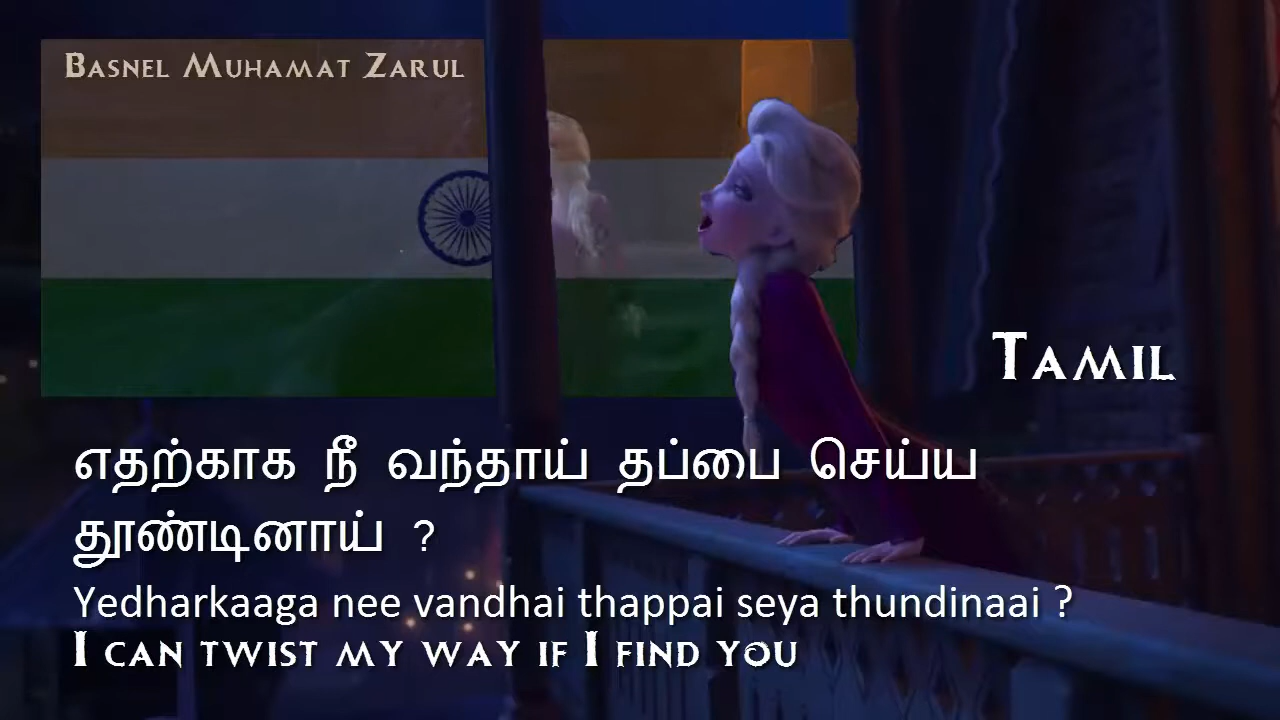 Basnel Muhamat Zarul
Tamil
எதற்காக நீ வந்தாய் தப்பை செய்ய
தூண்டினாய் ?
Yedharkaaga nee vandhai thappai seya thundinaai ?
I can twist my way if I find you